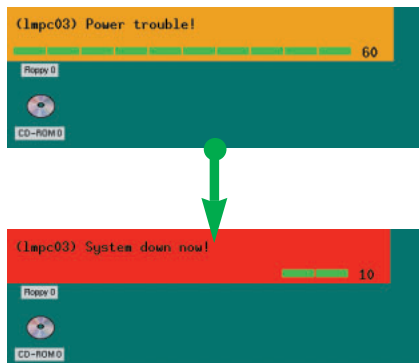 (lmpc03) Power trouble!
60
Floppy 0
CD-ROM 0
(lmpc03) System down now!
10
Floppy 0
CD-ROM 0